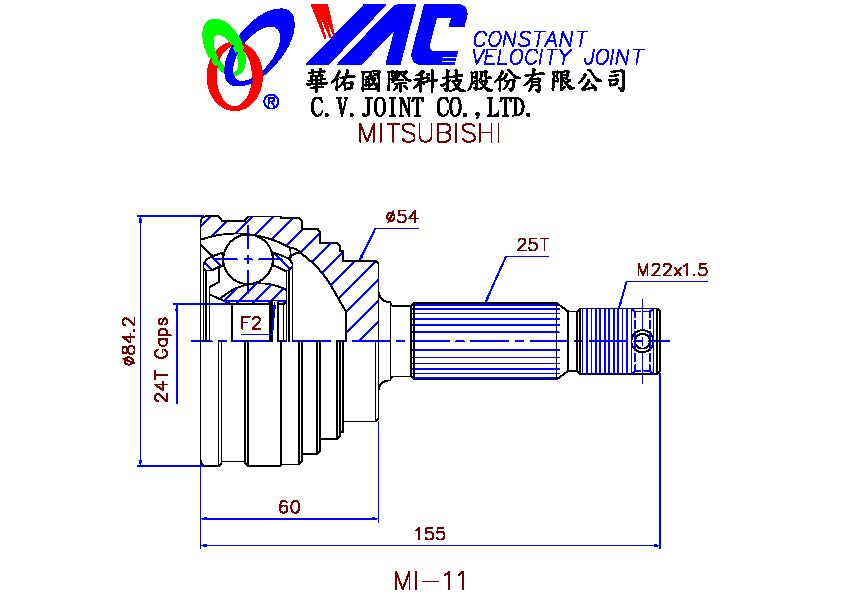 YAC CONSTANT
VELOCITY JOINT
®
華佑國際科技股份有限公司
C.V.JOINT CO.,LTD.
MITSUBISHI
ø54
25T
M22x1.5
F2
ø84.2
24T Gaps
60
155
MI-11